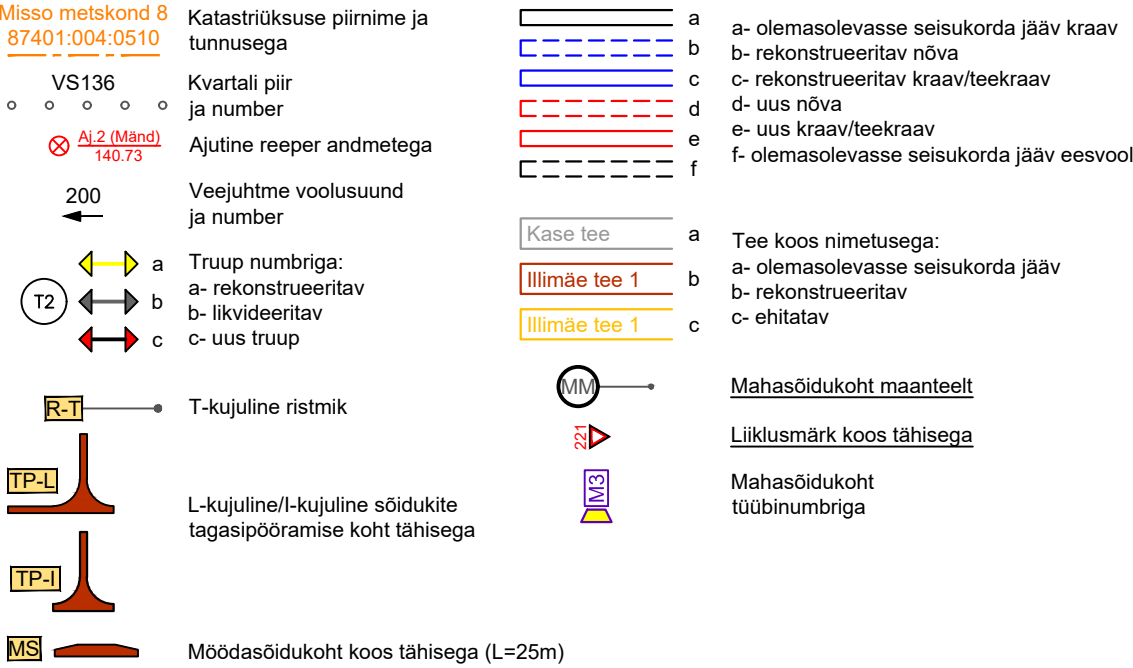 Misso metskond 8
87401:004:0510
Katastriüksuse piirnime ja
tunnusega
VS136
Kvartali piir
ja number
Aj.2 (Mänd)
140.73
Ajutine reeper andmetega
200
Veejuhtme voolusuund
ja number
T2
a
b
c
Truup numbriga:
a- rekonstrueeritav
b- likvideeritav
c- uus truup
R-T
T-kujuline ristmik
TP-L
L-kujuline/I-kujuline sõidukite
tagasipööramise koht tähisega
TP-I
MS
Möödasõidukoht koos tähisega (L=25m)
a
b
c
d
e
f
a- olemasolevasse seisukorda jääv kraav
b- rekonstrueeritav nõva
c- rekonstrueeritav kraav/teekraav
d- uus nõva
e- uus kraav/teekraav
f- olemasolevasse seisukorda jääv eesvool
Kase tee a
Illimäe tee 1 b
Illimäe tee 1 c
Tee koos nimetusega:
a- olemasolevasse seisukorda jääv
b- rekonstrueeritav
c- ehitatav
MM
Mahasõidukoht maanteelt
221
Liiklusmärk koos tähisega
M3
Mahasõidukoht
tüübinumbriga